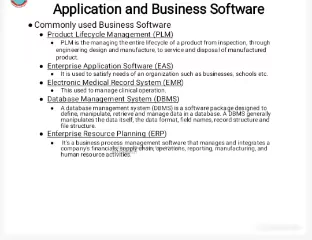 Application and Business Software
● Commonly used Business Software
● Product Lifecycle Management (PLM)
● PLM is the managing the entire lifecycle of a product from inspection, through
engineering design and manufacture, to service and disposal of manufactured
product.
● Enterprise Application Software (EAS)
● It is used to satisfy needs of an organization such as businesses, schools etc.
● Electronic Medical Record System (EMR)
● This used to manage clinical operation.
● Database Management System (DBMS)
● A database management system (DBMS) is a software package designed to
define, manipulate, retrieve and manage data in a database. A DBMS generally
manipulates the data itself, the data format, field names, record structure and
file structure.
● Enterprise Resource Planning (ERP)
● It's a business process management software that manages and integrates a
company's financials, supply chain, operations, reporting, manufacturing, and
human resource activities.